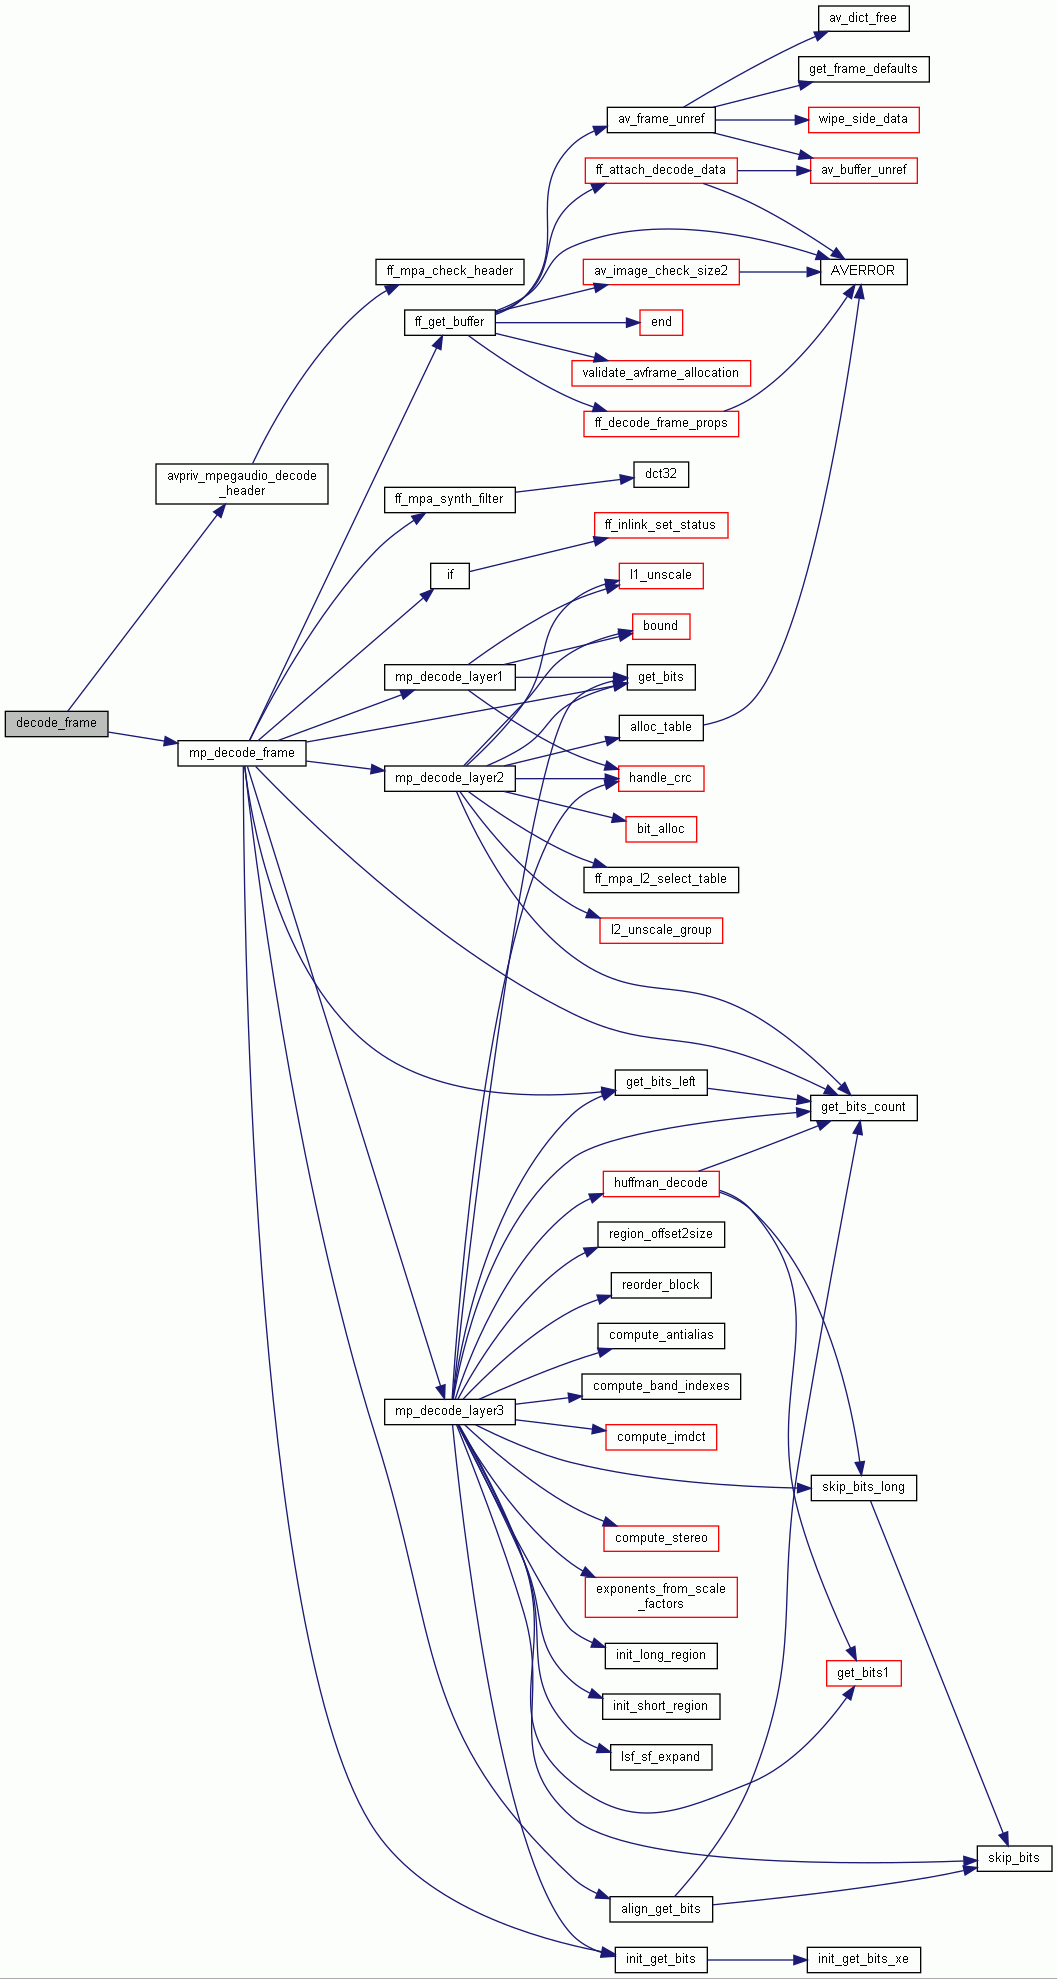 av_dict_free
get_frame_defaults
av_frame_unref
wipe_side_data
ff_attach_decode_data
av_buffer_unref
ff_mpa_check_header
av_image_check_size2
AVERROR
ff_get_buffer
end
validate_avframe_allocation
ff_decode_frame_props
avpriv_mpegaudio_decode
_header
dct32
ff_mpa_synth_filter
ff_inlink_set_status
if
l1_unscale
bound
mp_decode_layer1
get_bits
decode_frame
alloc_table
mp_decode_frame
mp_decode_layer2
handle_crc
bit_alloc
ff_mpa_l2_select_table
l2_unscale_group
get_bits_left
get_bits_count
huffman_decode
region_offset2size
reorder_block
compute_antialias
compute_band_indexes
mp_decode_layer3
compute_imdct
skip_bits_long
compute_stereo
exponents_from_scale
_factors
init_long_region
get_bits1
init_short_region
lsf_sf_expand
skip_bits
align_get_bits
init_get_bits
init_get_bits_xe